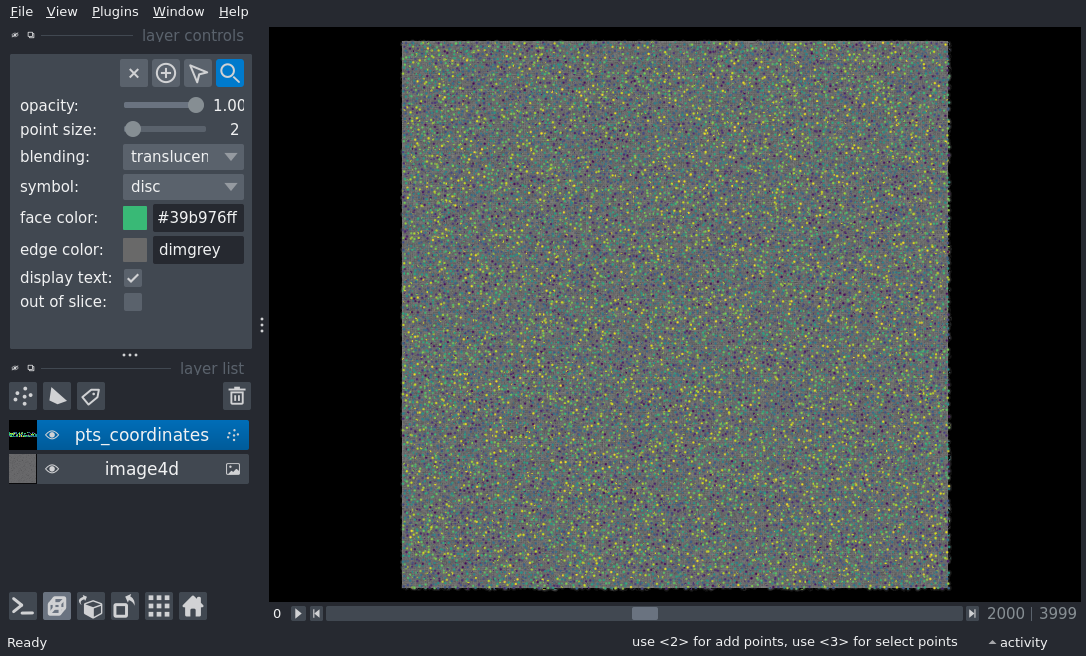 File View Plugins Window Help
layer controls
opacity: 1.00
point size: 2
blending: translucen
symbol: disc
face color: #39b976ff
edge color: dimgrey
display text:
out of slice:
layer list
pts_coordinates
image4d
0 2000 | 3999
Ready use <2> for add points, use <3> for select points activity